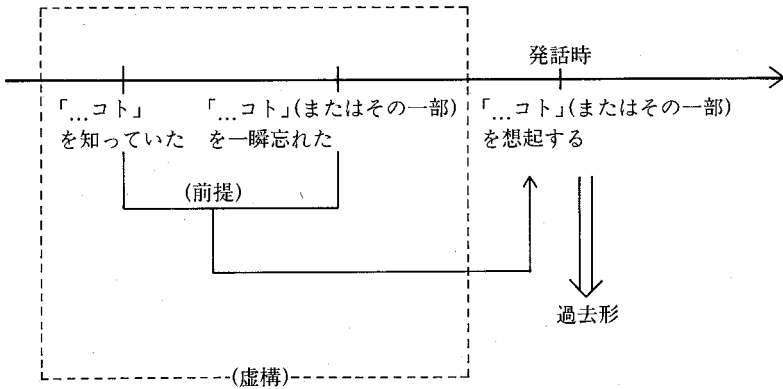 発話時
「…コト」
を知っていた
「…コト」(またはその一部)
を一瞬忘れた
「…コト」(またはその一部)
を想起する
(前提)
過去形
(虚構)